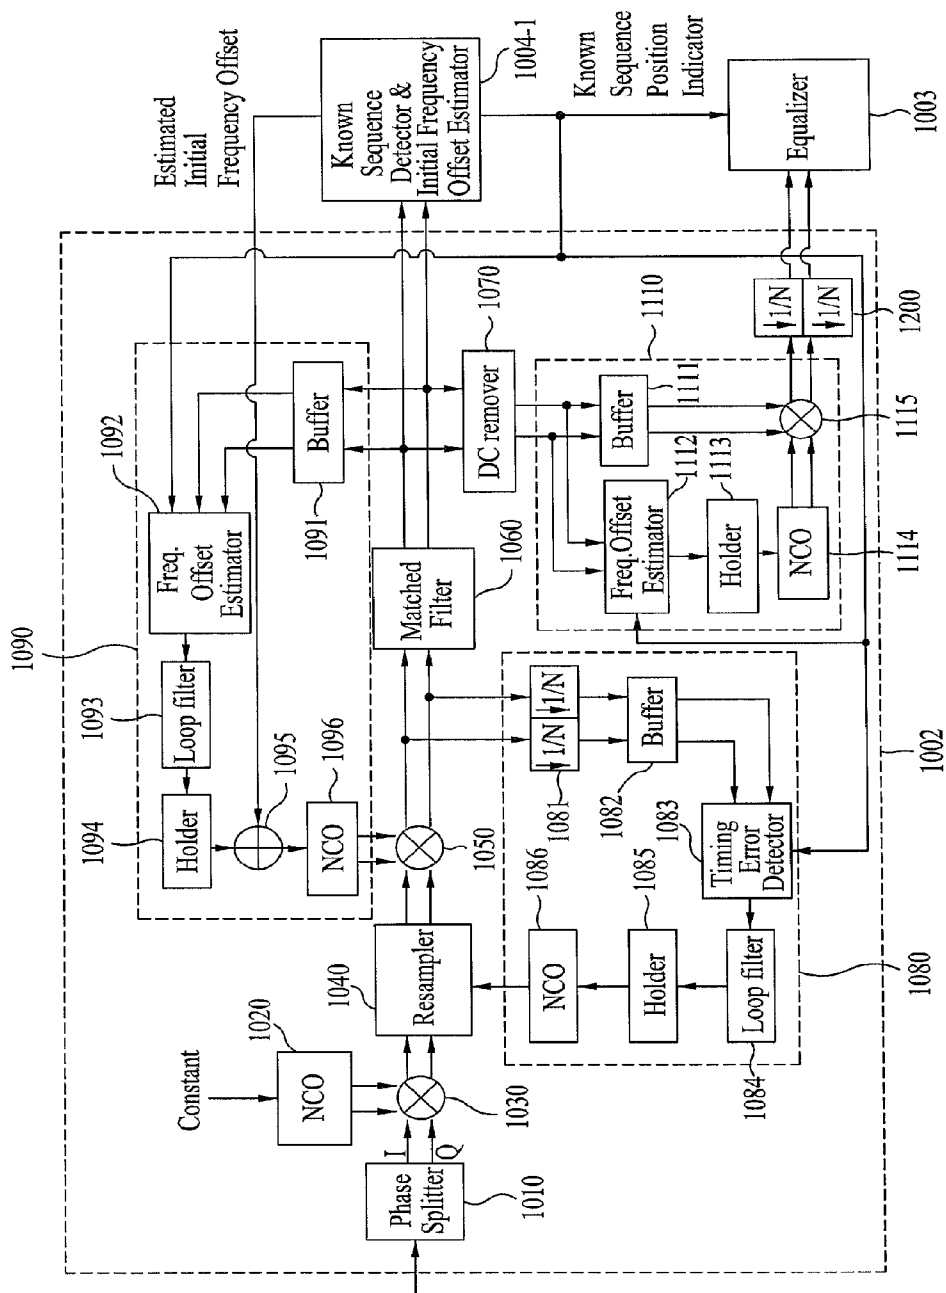 Estimated
Initial
Frequency Offset
Known
Sequence
Detector &
Initial Frequency
Offset Estimator
1004-1
Known
Sequence
Position
Indicator
Equalizer
1003
1090
1092
Freq.
Offset
Estimator
Buffer
1091
1093
Loop filter
1094
Holder
1095
1096
NCO
DC remover
1070
Matched
Filter
1060
1050
1110
Buffer
1111
Freq.Offset
Estimator
1112
Holder
1113
NCO
1114
1115
1/N
1/N
1200
Constant
1020
NCO
1040
Resampler
1030
I
Q
Phase
Splitter
1010
1/N
1/N
1081
Buffer
1082
1083
Timing
Error
Detector
1086
NCO
1085
Holder
Loop filter
1084
1080
1002